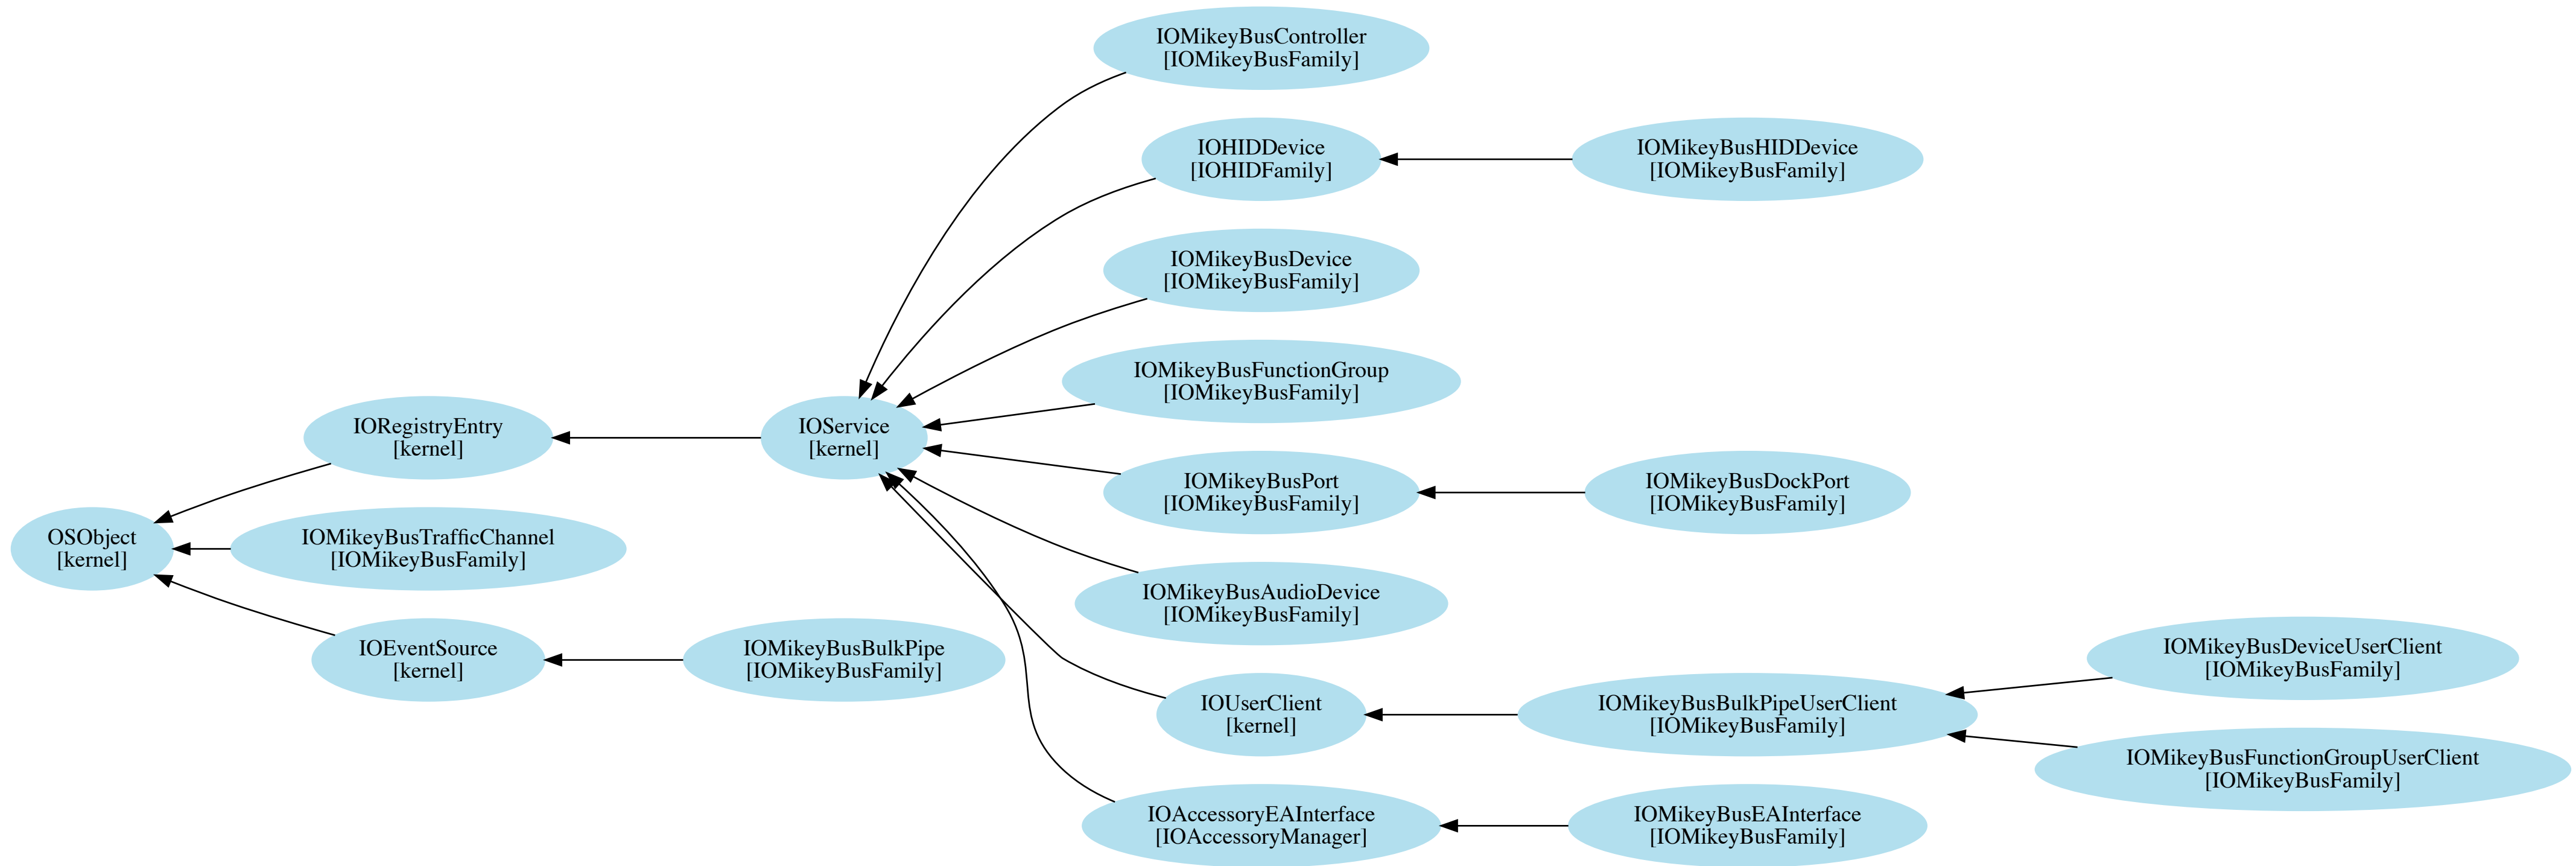 IOMikeyBusController
[IOMikeyBusFamily]
IOHIDDevice
[IOHIDFamily]
IOMikeyBusHIDDevice
[IOMikeyBusFamily]
IOMikeyBusDevice
[IOMikeyBusFamily]
IOMikeyBusFunctionGroup
[IOMikeyBusFamily]
IORegistryEntry
[kernel]
IOService
[kernel]
IOMikeyBusPort
[IOMikeyBusFamily]
IOMikeyBusDockPort
[IOMikeyBusFamily]
OSObject
[kernel]
IOMikeyBusTrafficChannel
[IOMikeyBusFamily]
IOMikeyBusAudioDevice
[IOMikeyBusFamily]
IOEventSource
[kernel]
IOMikeyBusBulkPipe
[IOMikeyBusFamily]
IOUserClient
[kernel]
IOMikeyBusBulkPipeUserClient
[IOMikeyBusFamily]
IOMikeyBusDeviceUserClient
[IOMikeyBusFamily]
IOMikeyBusFunctionGroupUserClient
[IOMikeyBusFamily]
IOAccessoryEAInterface
[IOAccessoryManager]
IOMikeyBusEAInterface
[IOMikeyBusFamily]